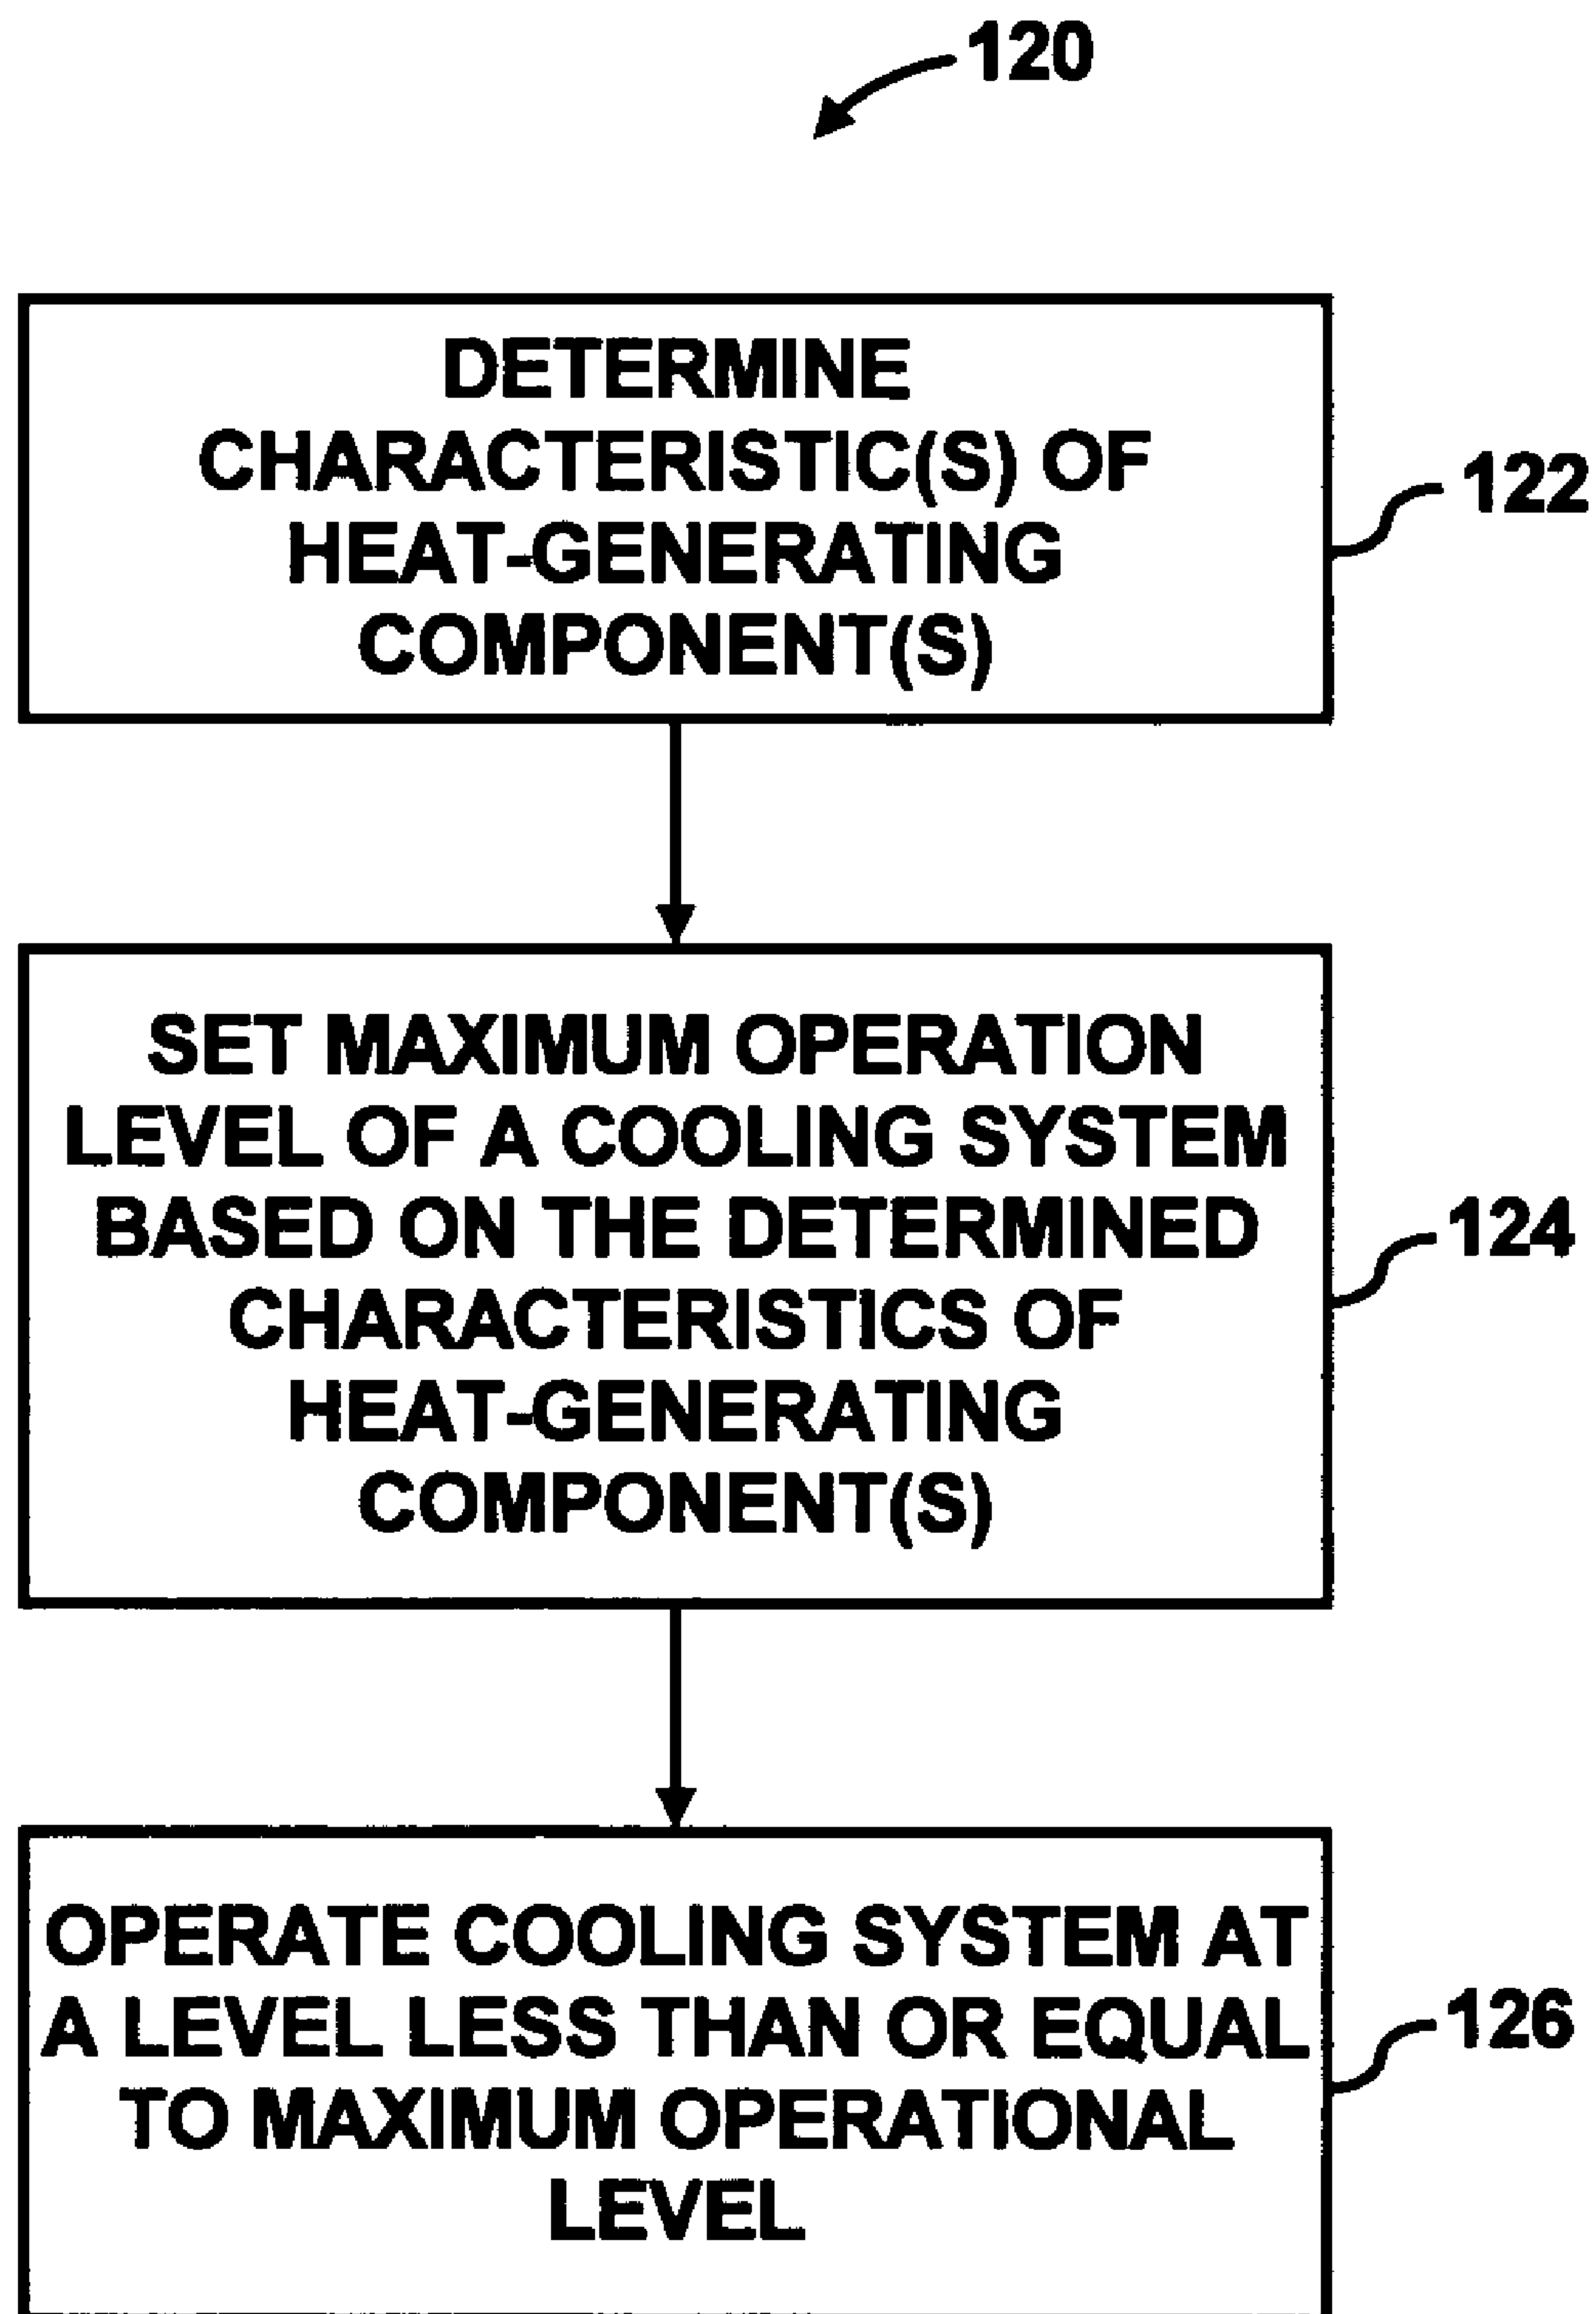 120
DETERMINE
CHARACTERISTIC(S) OF
HEAT-GENERATING
COMPONENT(S)
122
SET MAXIMUM OPERATION
LEVEL OF A COOLING SYSTEM
BASED ON THE DETERMINED
CHARACTERISTICS OF
HEAT-GENERATING
COMPONENT(S)
124
OPERATE COOLING SYSTEM AT
A LEVEL LESS THAN OR EQUAL
TO MAXIMUM OPERATIONAL
LEVEL
126